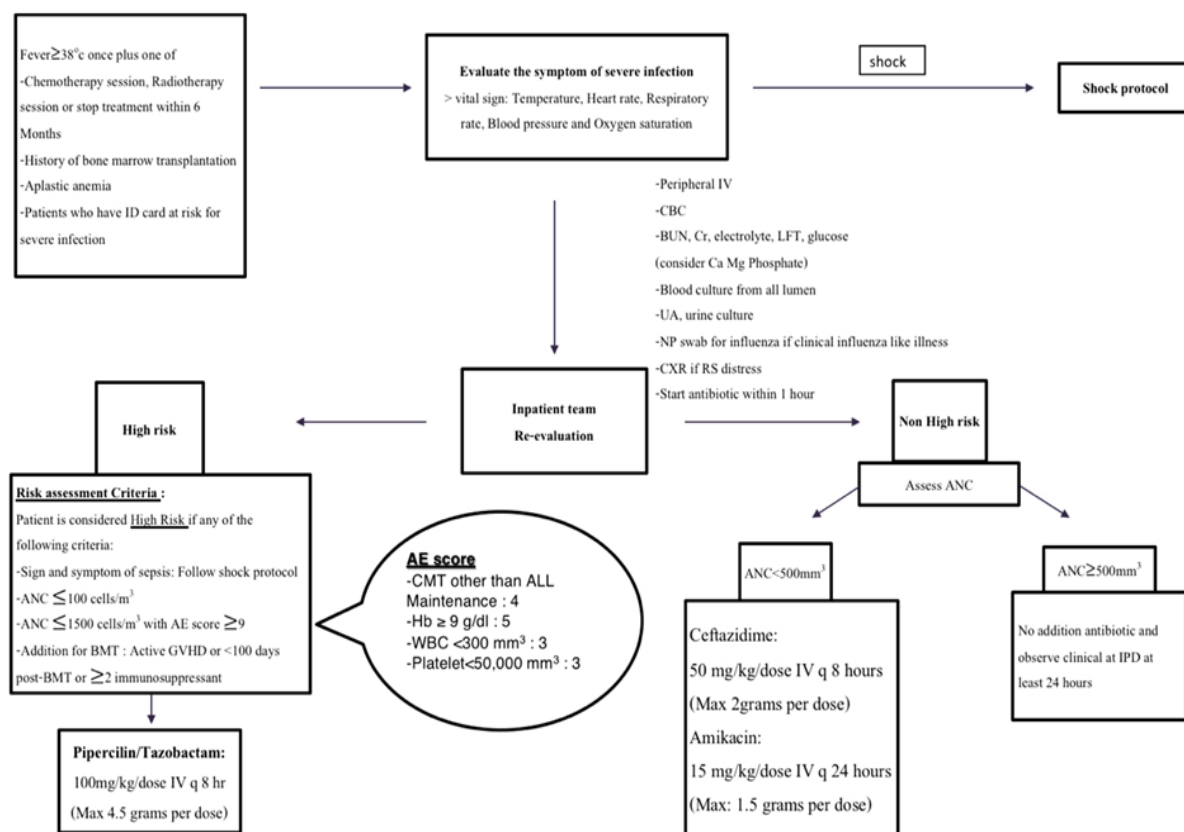 Fever≥38°c once plus one of
-Chemotherapy session, Radiotherapy
session or stop treatment within 6
Months
-History of bone marrow transplantation
-Aplastic anemia
-Patients who have ID card at risk for
severe infection
Evaluate the symptom of severe infection
> vital sign: Temperature, Heart rate, Respiratory
rate, Blood pressure and Oxygen saturation
shock
Shock protocol
-Peripheral IV
-CBC
-BUN, Cr, electrolyte, LFT, glucose
(consider Ca Mg Phosphate)
-Blood culture from all lumen
-UA, urine culture
-NP swab for influenza if clinical influenza like illness
-CXR if RS distress
-Start antibiotic within 1 hour
Inpatient team
Re-evaluation
High risk
Risk assessment Criteria :
Patient is considered High Risk if any of the
following criteria:
-Sign and symptom of sepsis: Follow shock protocol
-ANC ≤100 cells/m³
-ANC ≤1500 cells/m³ with AE score ≥9
-Addition for BMT : Active GVHD or <100 days
post-BMT or ≥2 immunosuppressant
Pipercilin/Tazobactam:
100mg/kg/dose IV q 8 hr
(Max 4.5 grams per dose)
AE score
-CMT other than ALL
Maintenance : 4
-Hb ≥ 9 g/dl : 5
-WBC <300 mm³ : 3
-Platelet<50,000 mm³ : 3
Non High risk
Assess ANC
ANC<500mm³
Ceftazidime:
50 mg/kg/dose IV q 8 hours
(Max 2grams per dose)
Amikacin:
15 mg/kg/dose IV q 24 hours
(Max: 1.5 grams per dose)
ANC≥500mm³
No addition antibiotic and
observe clinical at IPD at
least 24 hours